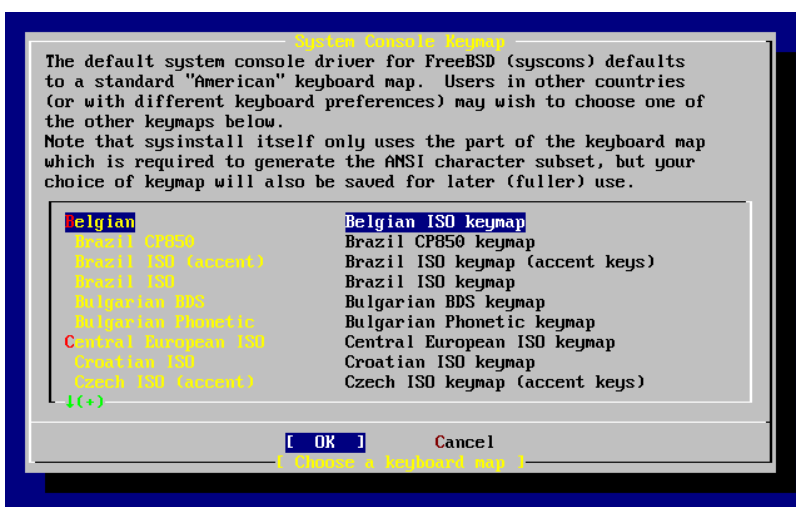 System Console Keymap
The default system console driver for FreeBSD (syscons) defaults
to a standard "American" keyboard map.  Users in other countries
(or with different keyboard preferences) may wish to choose one of
the other keymaps below.
Note that sysinstall itself only uses the part of the keyboard map
which is required to generate the ANSI character subset, but your
choice of keymap will also be saved for later (fuller) use.
Belgian Belgian ISO keymap
Brazil CP850 Brazil CP850 keymap
Brazil ISO (accent) Brazil ISO keymap (accent keys)
Brazil ISO Brazil ISO keymap
Bulgarian BDS Bulgarian BDS keymap
Bulgarian Phonetic Bulgarian Phonetic keymap
Central European ISO Central European ISO keymap
Croatian ISO Croatian ISO keymap
Czech ISO (accent) Czech ISO keymap (accent keys)
↓(+)
[ OK ] Cancel
[ Choose a keyboard map ]